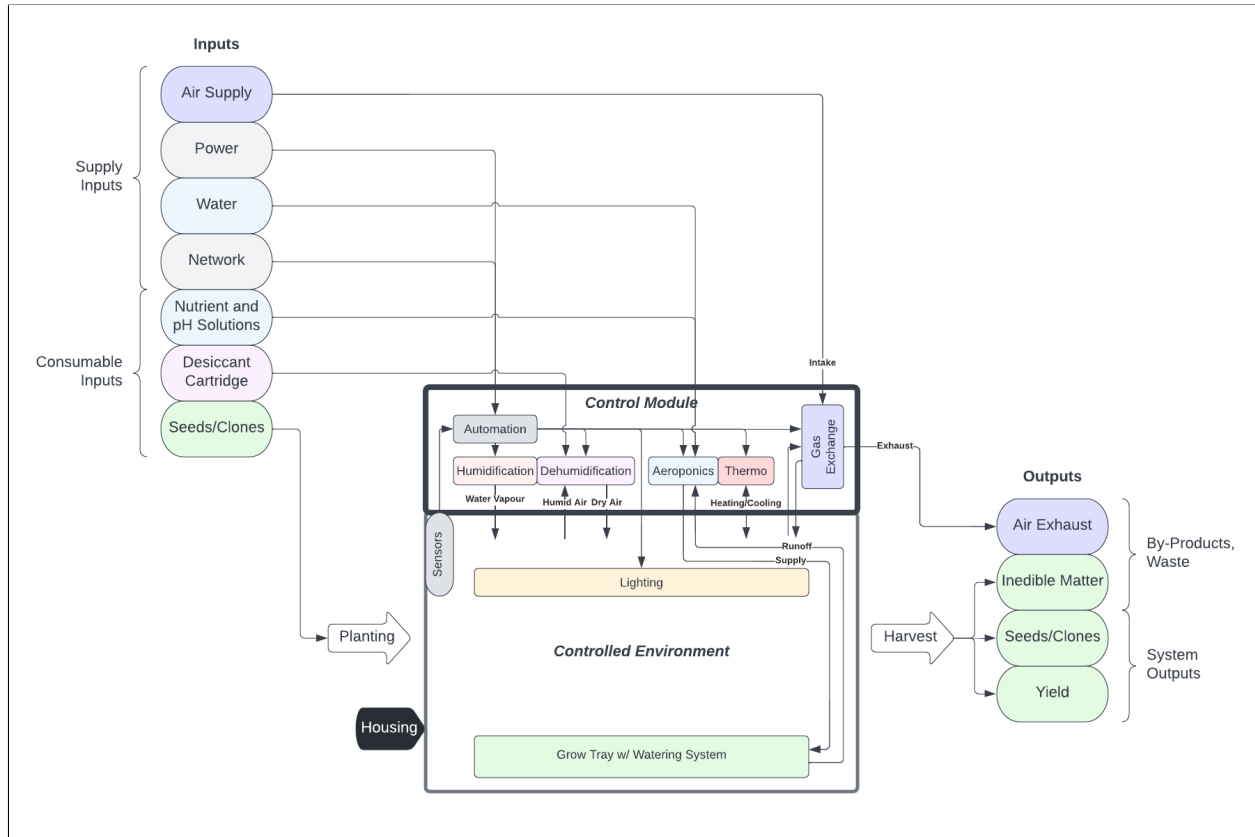 Inputs
Air Supply
Power
Supply
Inputs
Water
Network
Nutrient and
pH Solutions
Consumable
Inputs
Desiccant
Cartridge
Seeds/Clones
Intake
Control Module
Automation
Gas
Exchange
Humidification
Dehumidification
Aeroponics
Thermo
Water Vapour
Humid Air
Dry Air
Heating/Cooling
Exhaust
Sensors
Runoff
Supply
Lighting
Planting
Controlled Environment
Housing
Grow Tray w/ Watering System
Harvest
Outputs
Air Exhaust
By-Products,
Waste
Inedible Matter
Seeds/Clones
System
Outputs
Yield